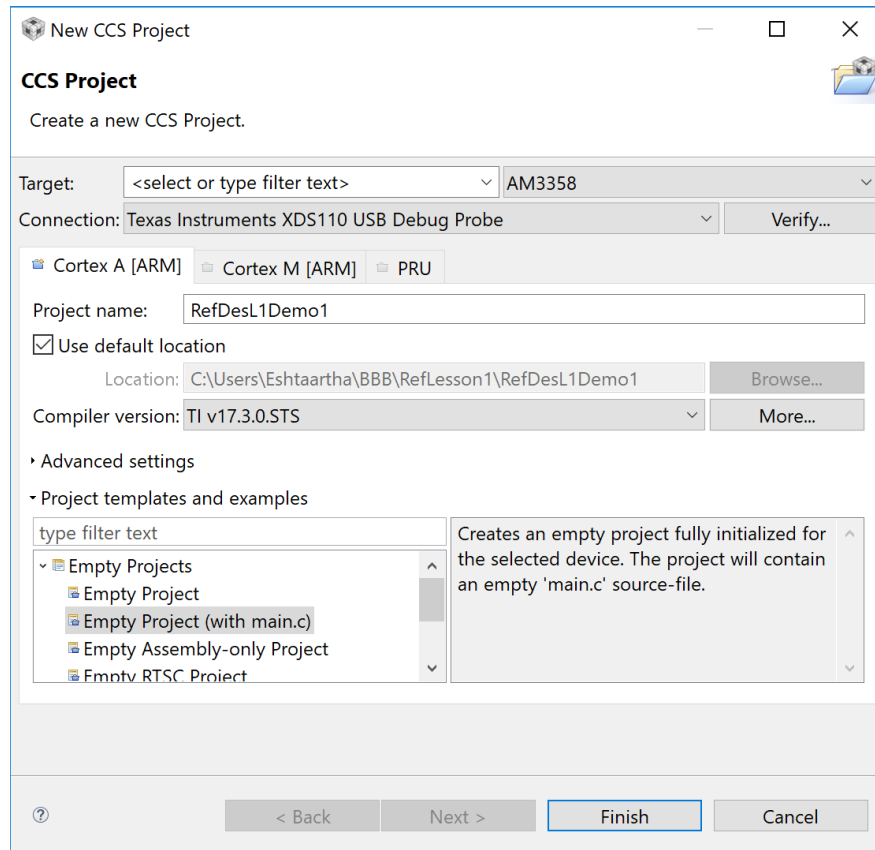 New CCS Project
CCS Project
Create a new CCS Project.
Target: <select or type filter text> AM3358
Connection: Texas Instruments XDS110 USB Debug Probe Verify...
Cortex A [ARM] Cortex M [ARM] PRU
Project name: RefDesL1Demo1
Use default location
Location: C:\Users\Eshtaartha\BBB\RefLesson1\RefDesL1Demo1 Browse...
Compiler version: TI v17.3.0.STS More...
Advanced settings
Project templates and examples
type filter text
Empty Projects
Empty Project
Empty Project (with main.c)
Empty Assembly-only Project
Empty RTSC Project
Creates an empty project fully initialized for
the selected device. The project will contain
an empty 'main.c' source-file.
? < Back Next > Finish Cancel